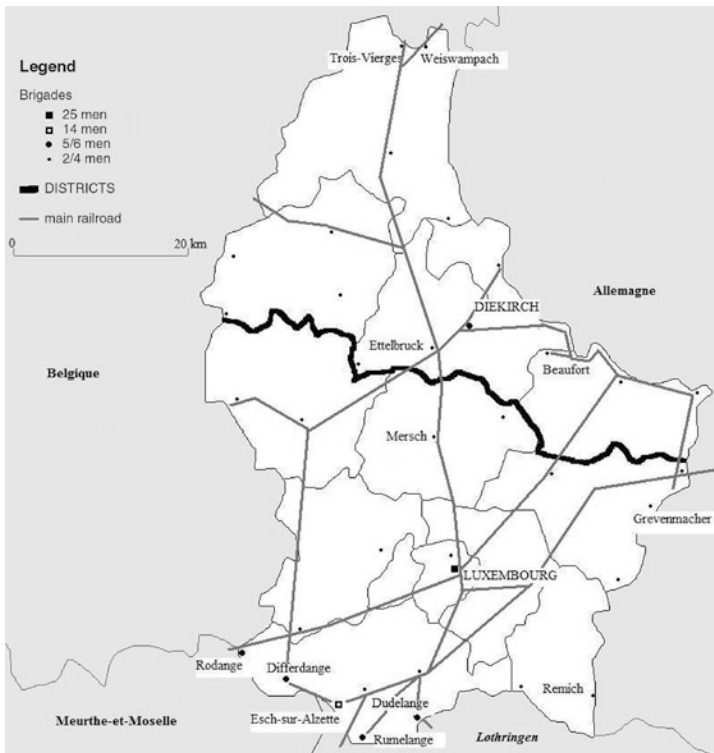 Trois-Vierges
Weiswampach
Legend
Brigades
25 men
14 men
5/6 men
2/4 men
DISTRICTS
main railroad
0 20 km
DIEKIRCH
Allemagne
Ettelbruck
Belgique
Beaufort
Mersch
Grevenmacher
LUXEMBOURG
Rodange
Differdange
Remich
Dudelange
Esch-sur-Alzette
Meurthe-et-Moselle
Rumelange
Lothringen